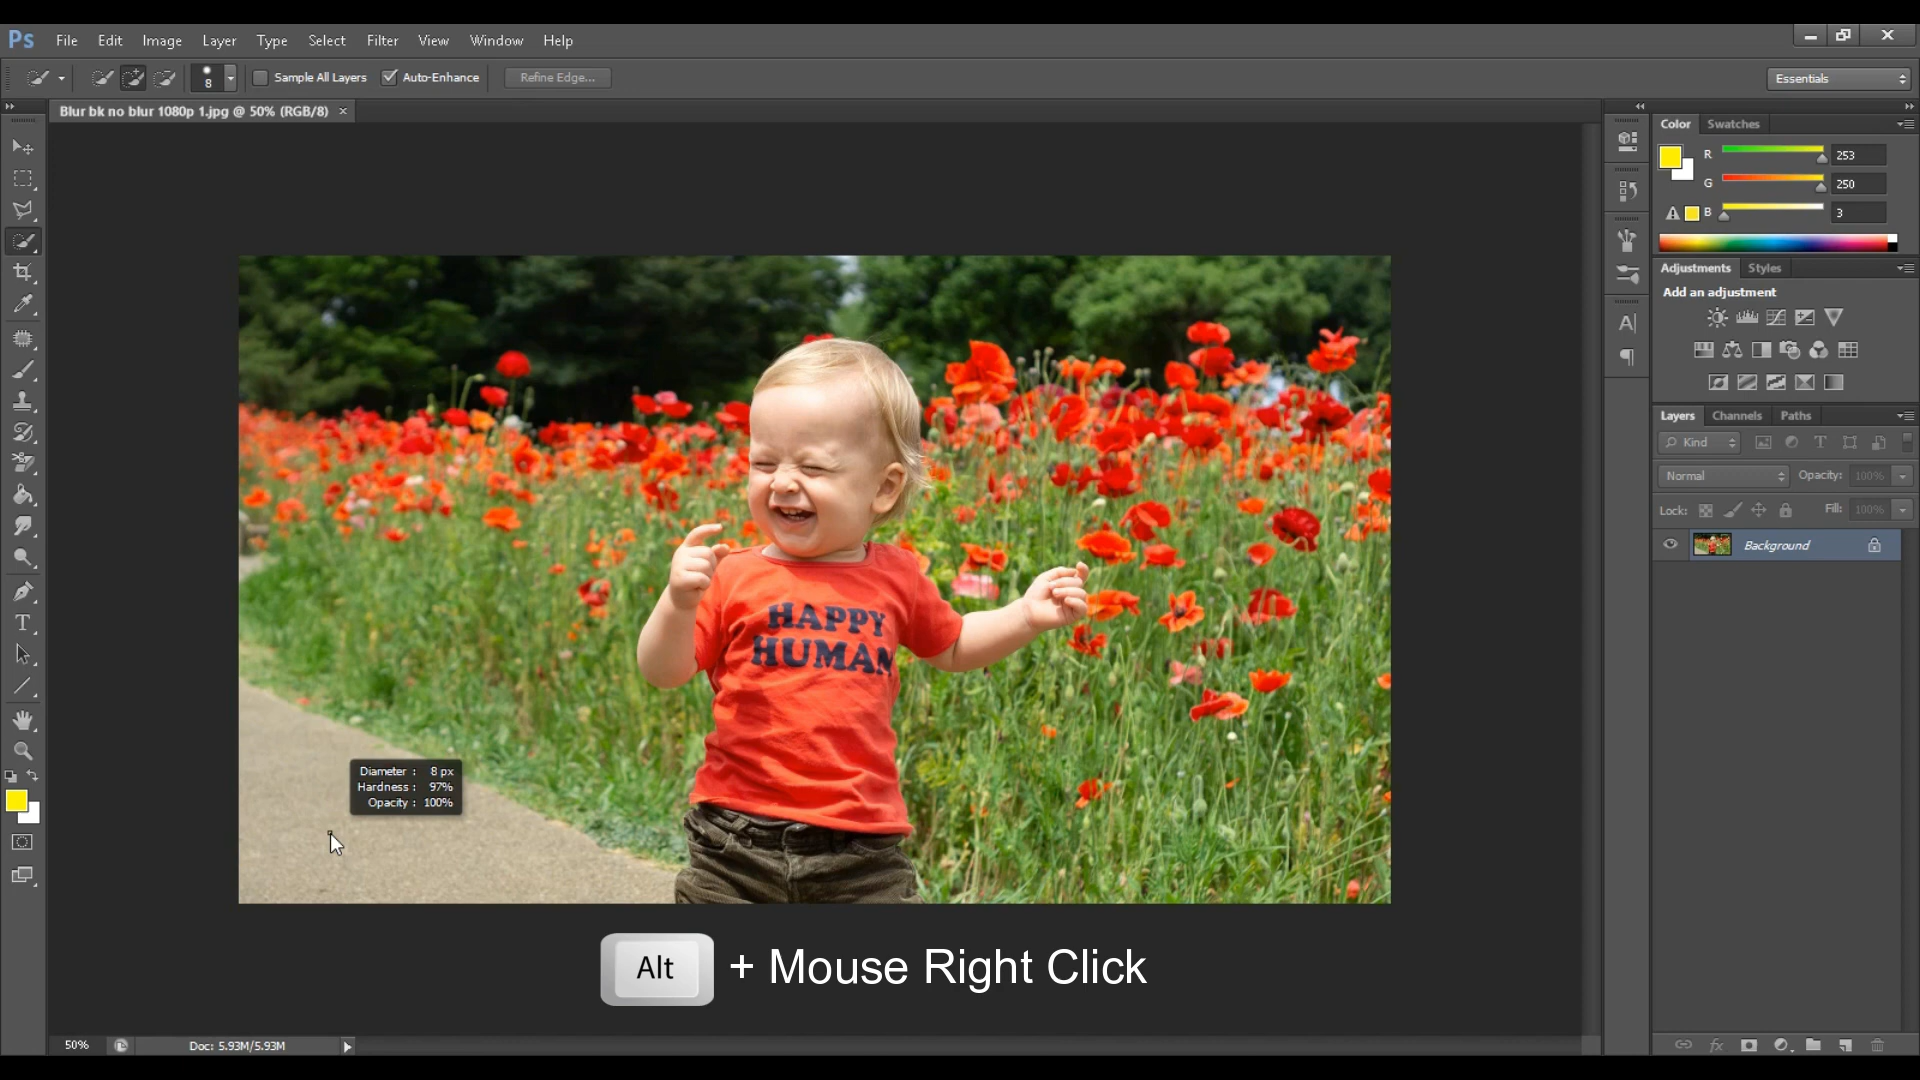 Ps File Edit Image Layer Type Select Filter View Window Help
8 Sample All Layers Auto-Enhance Refine Edge... Essentials
Blur bk no blur 1080p 1.jpg @ 50% (RGB/8) ×
Color Swatches
R 253
G 250
B 3
Adjustments Styles
Add an adjustment
Layers Channels Paths
Kind
Normal Opacity: 100%
Lock: Fill: 100%
Background
HAPPY
HUMAN
Diameter : 8 px
Hardness : 97%
Opacity : 100%
Alt + Mouse Right Click
50% Doc: 5.93M/5.93M